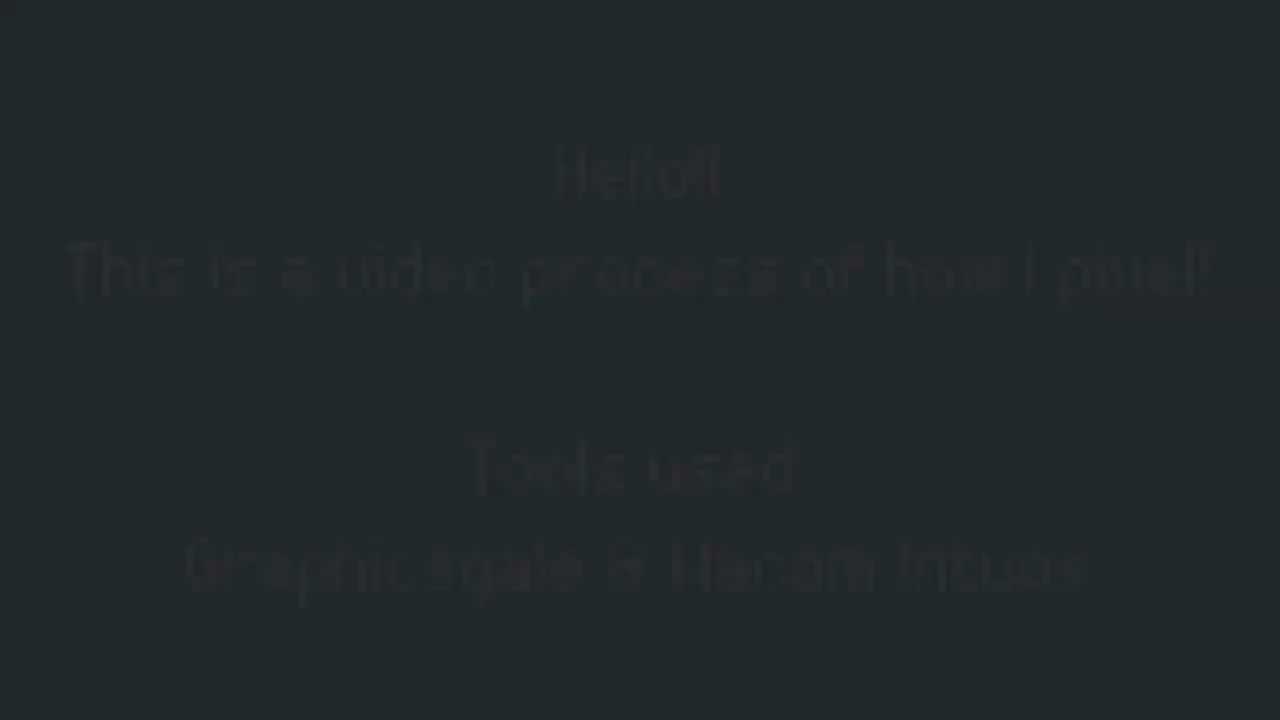 Hello!!
This is a video process of how I pixel!
Tools used
Graphicsgale & Wacom Intuos